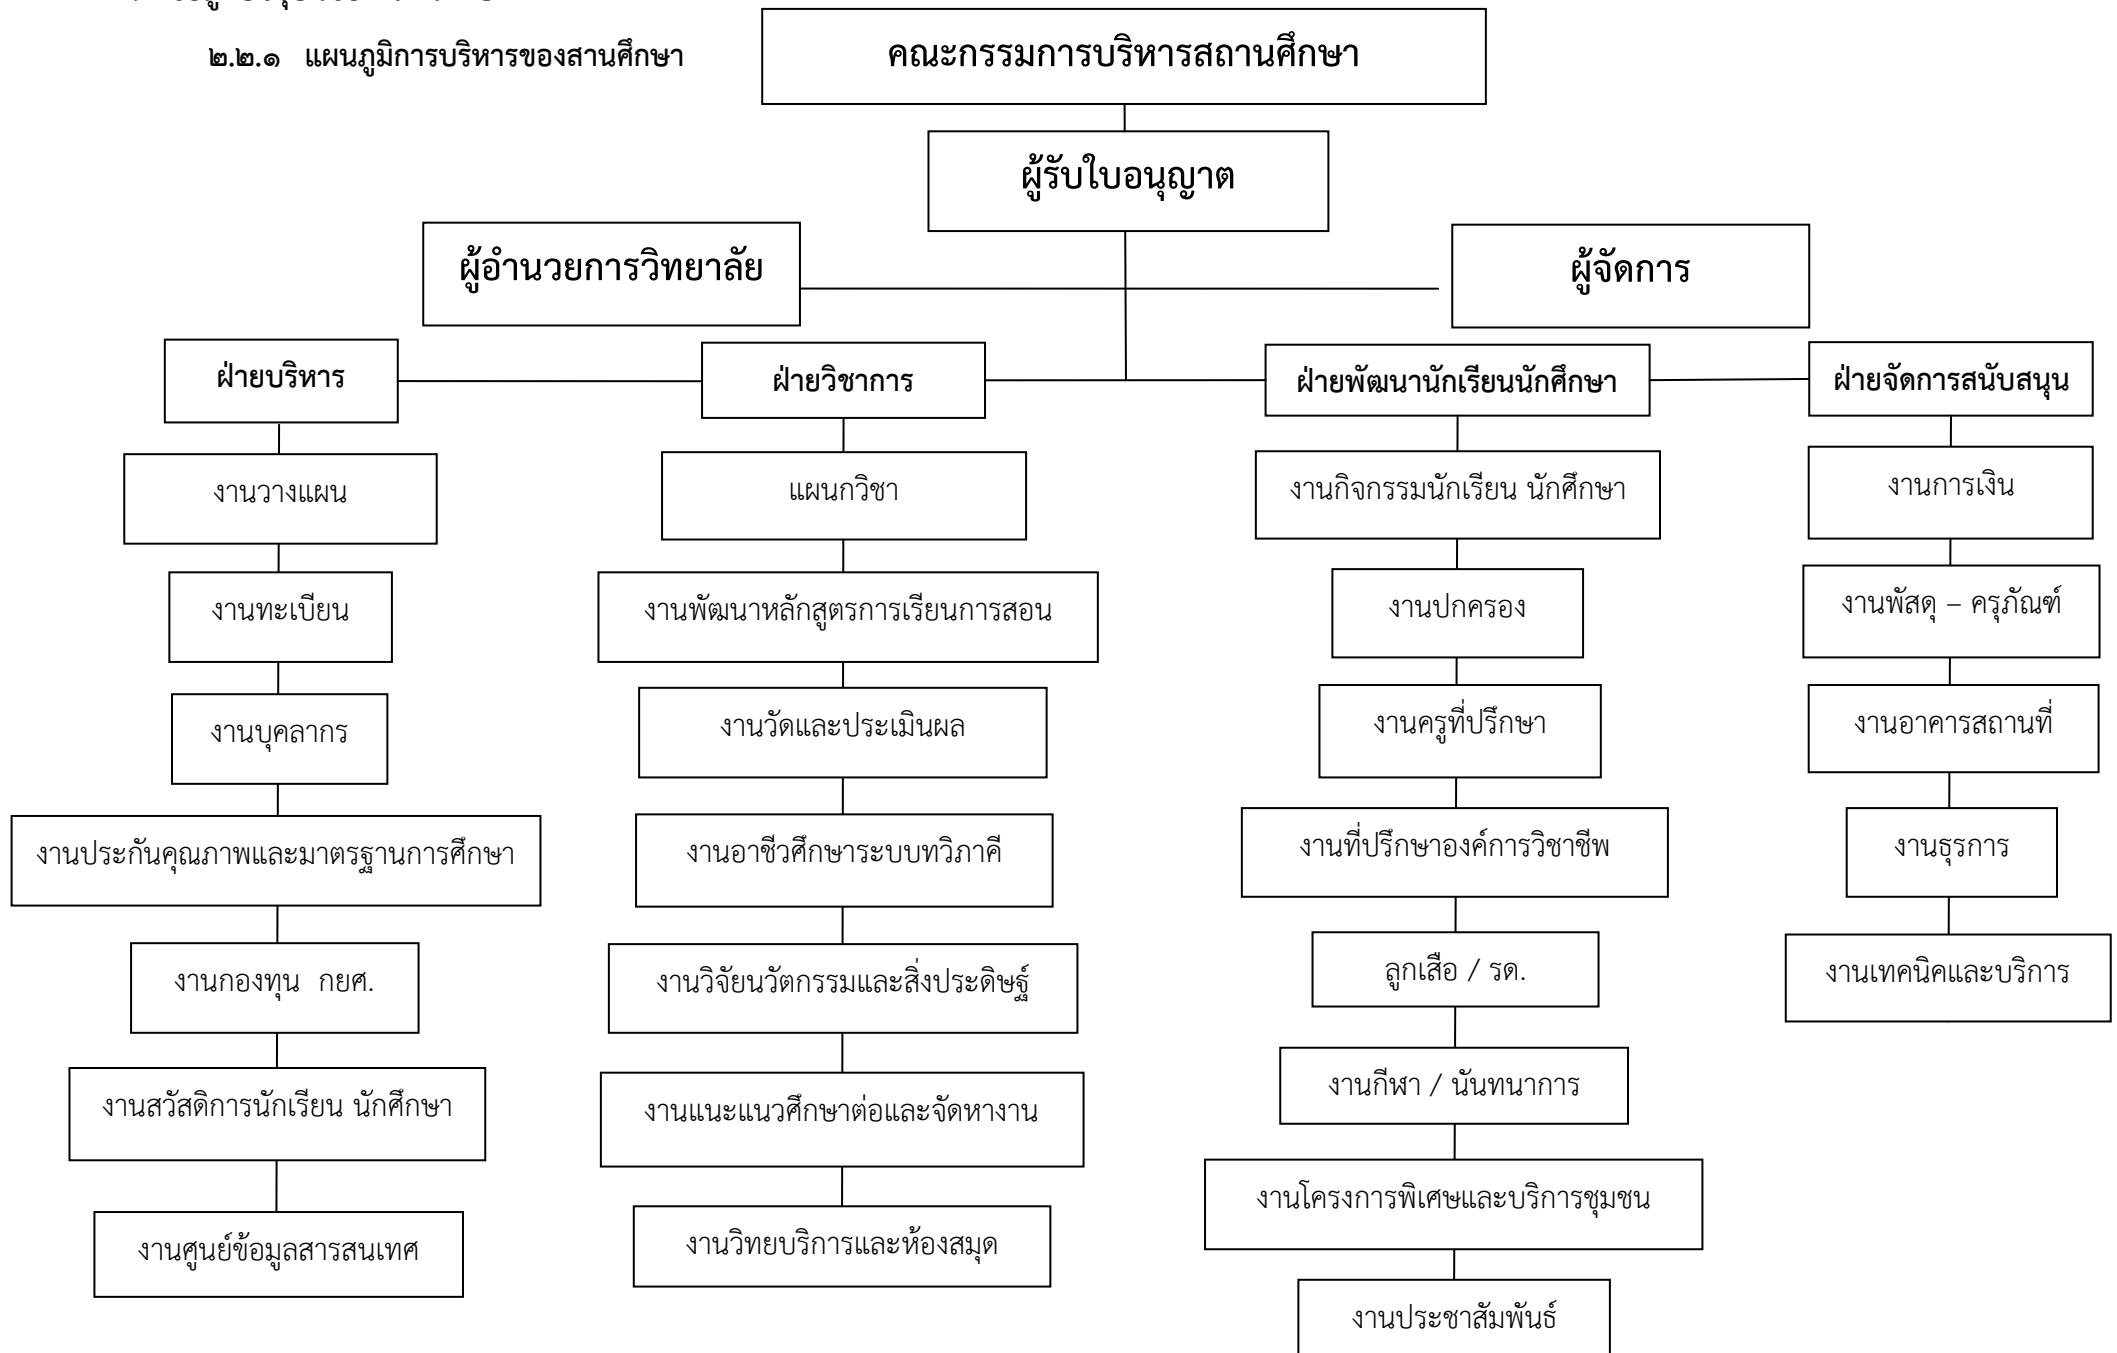 ๒.๒.๑ แผนภูมิการบริหารของสานศึกษา
คณะกรรมการบริหารสถานศึกษา
ผู้รับใบอนุญาต
ผู้อำนวยการวิทยาลัย
ผู้จัดการ
ฝ่ายบริหาร
งานวางแผน
งานทะเบียน
งานบุคลากร
งานประกันคุณภาพและมาตรฐานการศึกษา
งานกองทุน กยศ.
งานสวัสดิการนักเรียน นักศึกษา
งานศูนย์ข้อมูลสารสนเทศ
ฝ่ายวิชาการ
แผนกวิชา
งานพัฒนาหลักสูตรการเรียนการสอน
งานวัดและประเมินผล
งานอาชีวศึกษาระบบทวิภาคี
งานวิจัยนวัตกรรมและสิ่งประดิษฐ์
งานแนะแนวศึกษาต่อและจัดหางาน
งานวิทยบริการและห้องสมุด
ฝ่ายพัฒนานักเรียนนักศึกษา
งานกิจกรรมนักเรียน นักศึกษา
งานปกครอง
งานครูที่ปรึกษา
งานที่ปรึกษาองค์การวิชาชีพ
ลูกเสือ / รด.
งานกีฬา / นันทนาการ
งานโครงการพิเศษและบริการชุมชน
งานประชาสัมพันธ์
ฝ่ายจัดการสนับสนุน
งานการเงิน
งานพัสดุ – ครุภัณฑ์
งานอาคารสถานที่
งานธุรการ
งานเทคนิคและบริการ